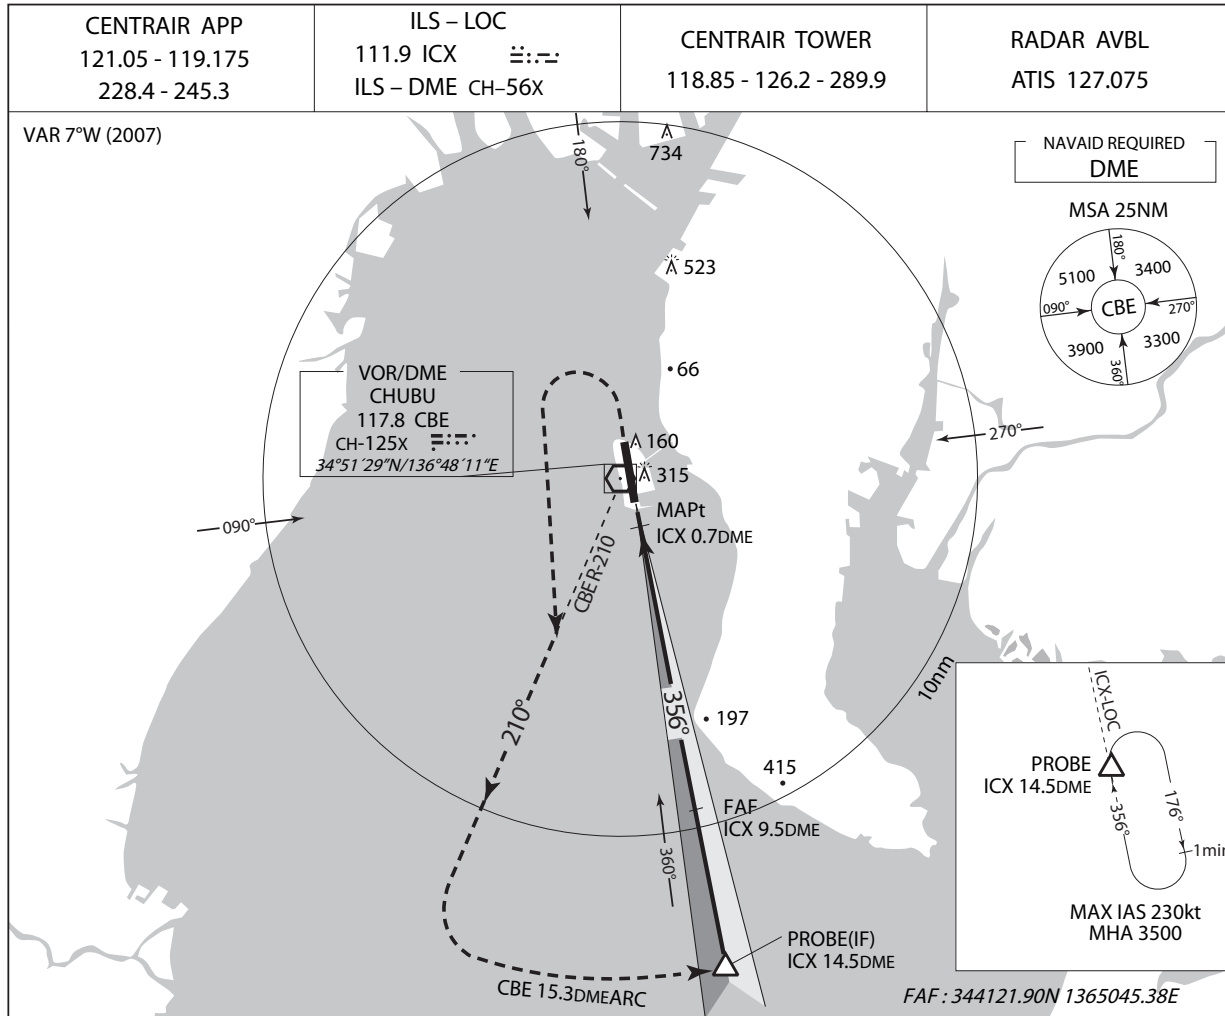 CENTRAIR APP
121.05 - 119.175
228.4 - 245.3
ILS – LOC
111.9 ICX
ILS – DME CH–56X
CENTRAIR TOWER
118.85 - 126.2 - 289.9
RADAR AVBL
ATIS 127.075
VAR 7°W (2007)
180°
734
NAVAID REQUIRED
DME
MSA 25NM
180°
5100
3400
090°
CBE
270°
3900
3300
360°
523
66
VOR/DME
CHUBU
117.8 CBE
CH-125X
34°51´29”N/136°48´11”E
160
315
270°
MAPt
ICX 0.7DME
090°
CBE R-210
10nm
356°
210°
197
415
FAF
ICX 9.5DME
360°
ICX-LOC
PROBE
ICX 14.5DME
356°
176°
1min
MAX IAS 230kt
MHA 3500
PROBE(IF)
ICX 14.5DME
CBE 15.3DMEARC
FAF : 344121.90N 1365045.38E